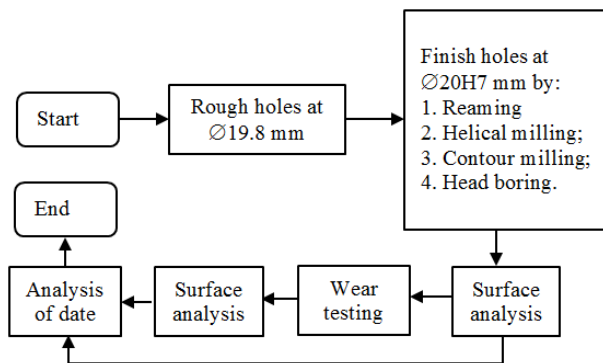 Start
Rough holes at
∅19.8 mm
Finish holes at
∅20H7 mm by:
1. Reaming
2. Helical milling;
3. Contour milling;
4. Head boring.
Surface
analysis
Wear
testing
Surface
analysis
Analysis
of date
End